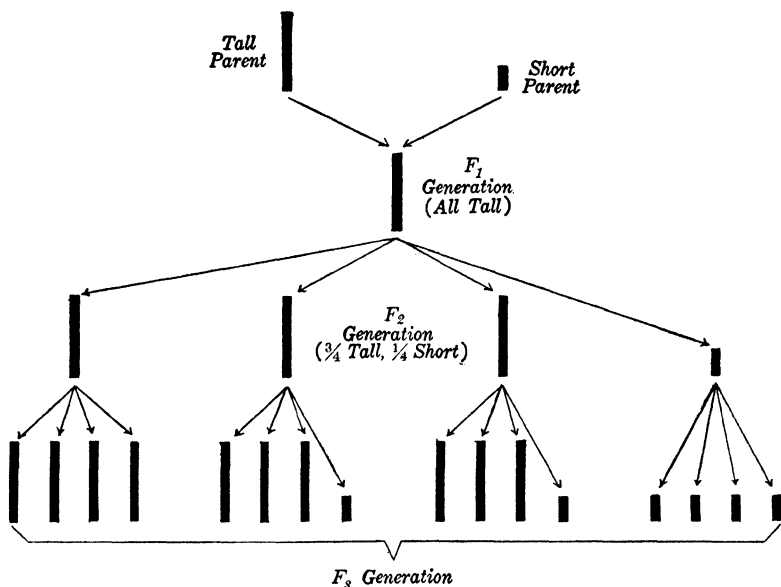 Tall
Parent
Short
Parent
F₁
Generation
(All Tall)
F₂
Generation
(¾ Tall, ¼ Short)
F₃ Generation